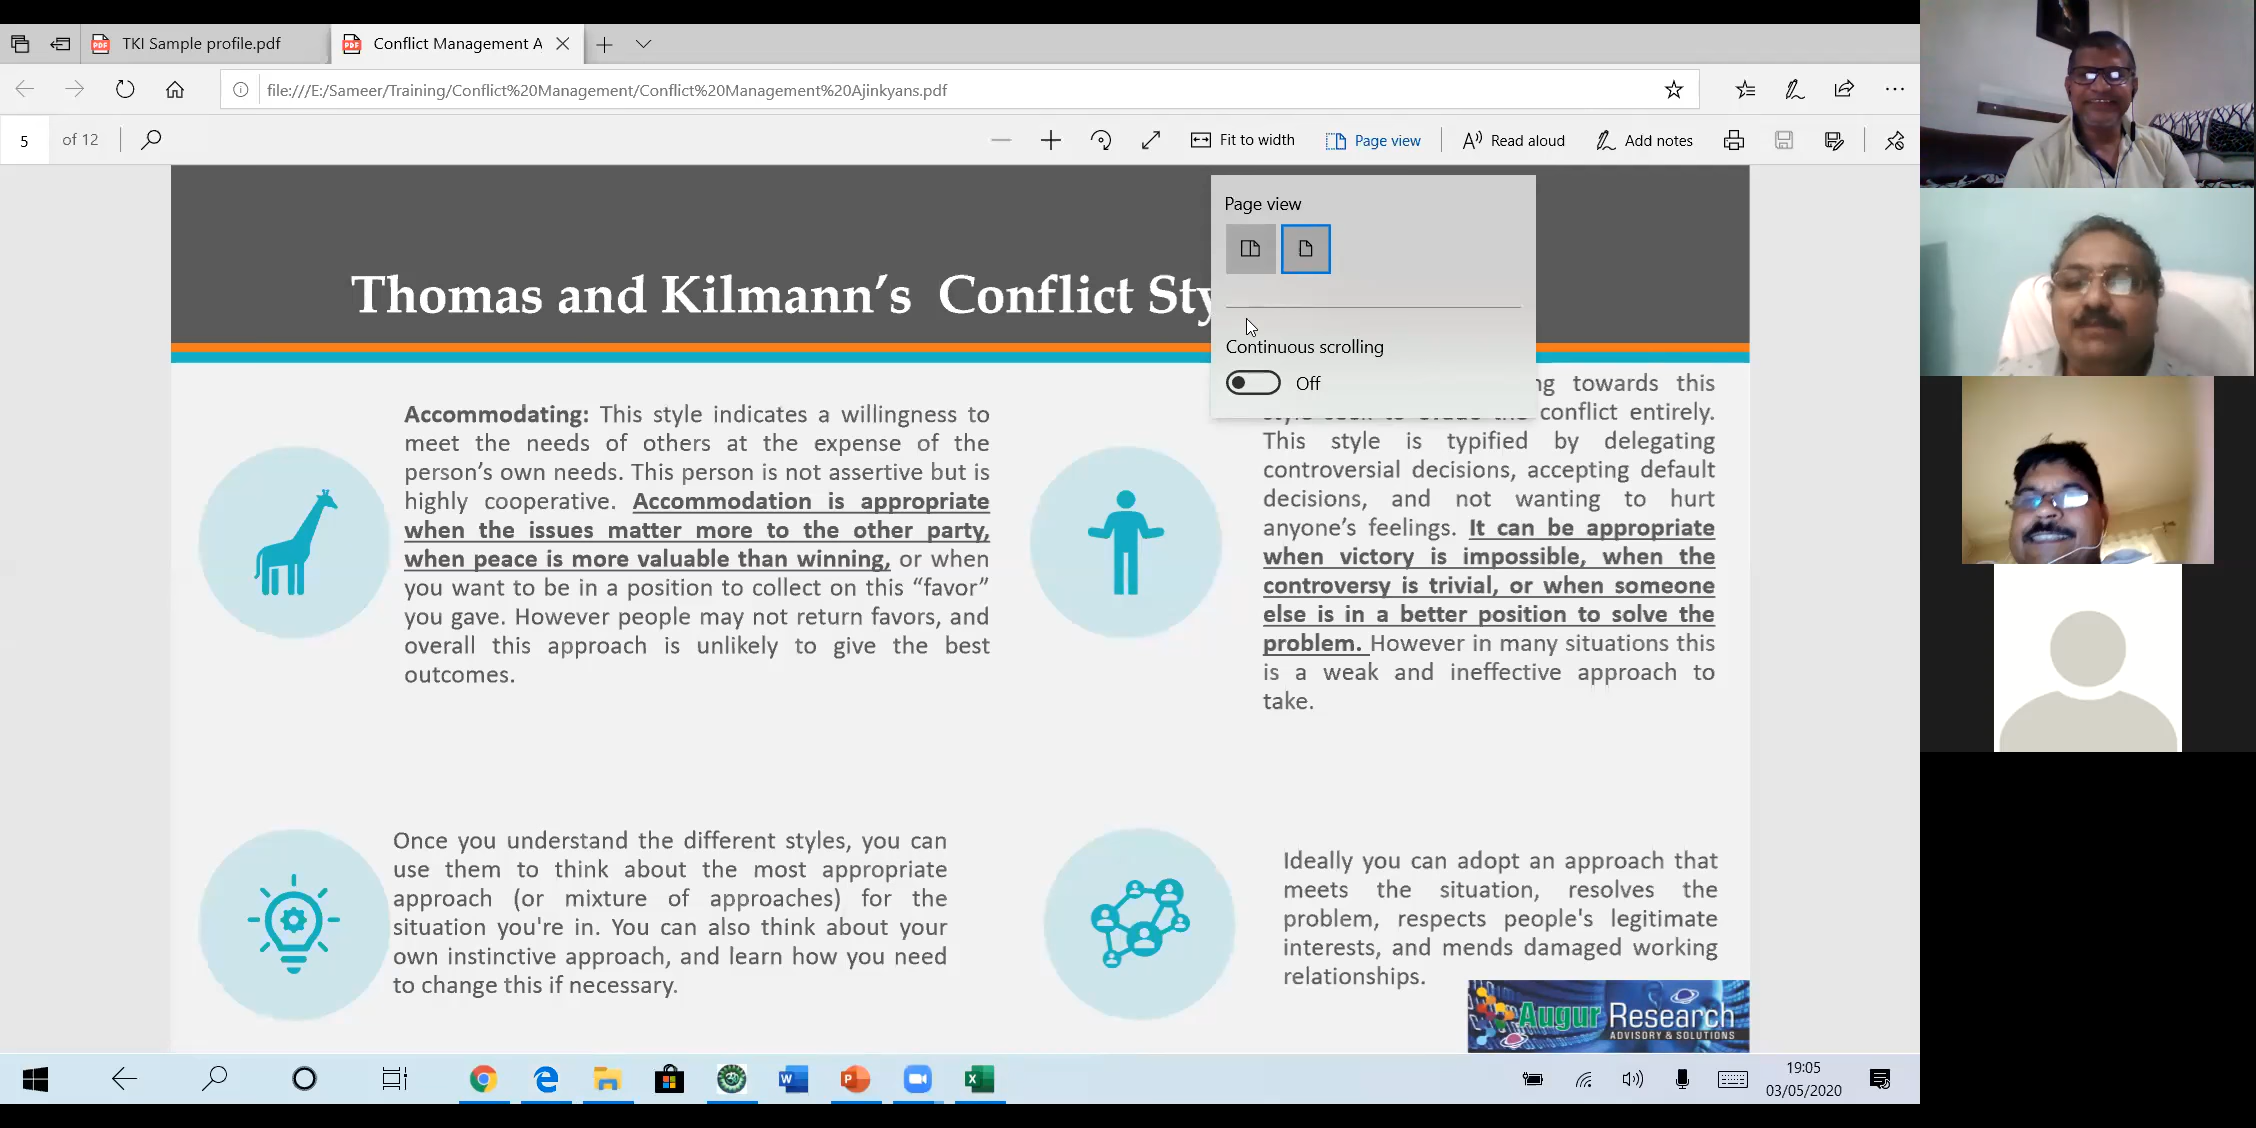 TKI Sample profile.pdf
Conflict Management A
file:///E:/Sameer/Training/Conflict%20Management/Conflict%20Management%20Ajinkyans.pdf
5 of 12
Fit to width
Page view
Read aloud
Add notes
Page view
Continuous scrolling
Off
Thomas and Kilmann’s Conflict Sty
Accommodating: This style indicates a willingness to
meet the needs of others at the expense of the
person’s own needs. This person is not assertive but is
highly cooperative. Accommodation is appropriate
when the issues matter more to the other party,
when peace is more valuable than winning, or when
you want to be in a position to collect on this “favor”
you gave. However people may not return favors, and
overall this approach is unlikely to give the best
outcomes.
ng towards this
conflict entirely.
This style is typified by delegating
controversial decisions, accepting default
decisions, and not wanting to hurt
anyone’s feelings. It can be appropriate
when victory is impossible, when the
controversy is trivial, or when someone
else is in a better position to solve the
problem. However in many situations this
is a weak and ineffective approach to
take.
Once you understand the different styles, you can
use them to think about the most appropriate
approach (or mixture of approaches) for the
situation you're in. You can also think about your
own instinctive approach, and learn how you need
to change this if necessary.
Ideally you can adopt an approach that
meets the situation, resolves the
problem, respects people's legitimate
interests, and mends damaged working
relationships.
Augur Research
ADVISORY & SOLUTIONS
19:05
03/05/2020